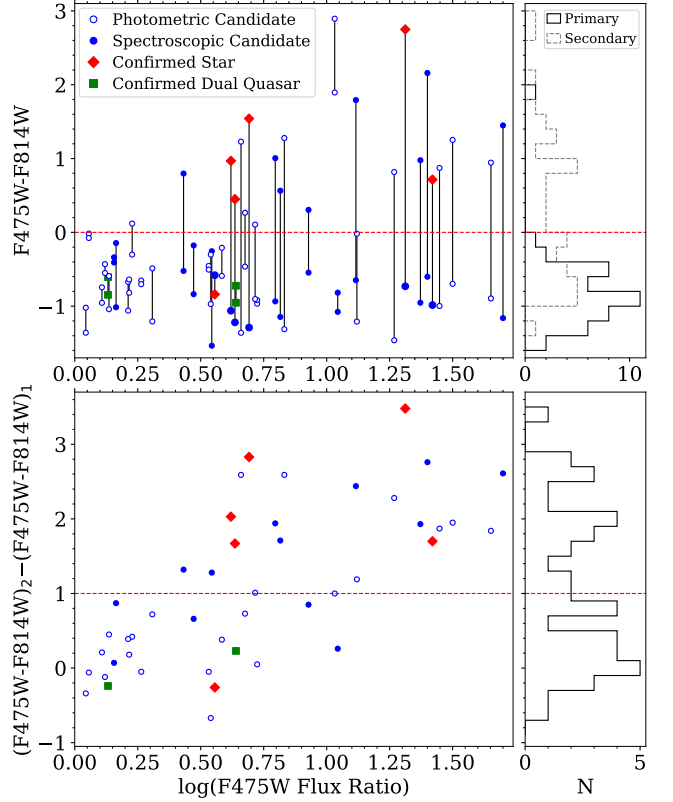 Photometric Candidate
Spectroscopic Candidate
Confirmed Star
Confirmed Dual Quasar
Primary
Secondary
F475W-F814W
3
2
1
0
−1
0.00 0.25 0.50 0.75 1.00 1.25 1.50
0 10
(F475W-F814W)₂−(F475W-F814W)₁
3
2
1
0
−1
0.00 0.25 0.50 0.75 1.00 1.25 1.50
0 5
log(F475W Flux Ratio)
N